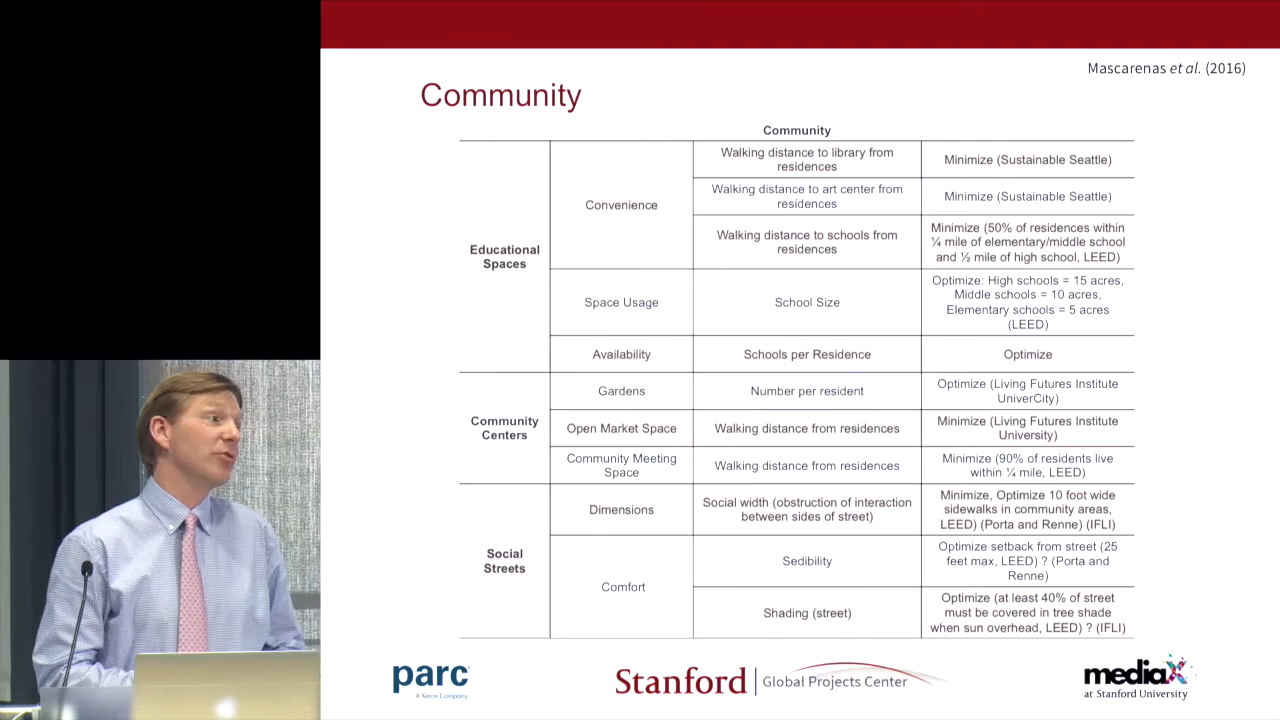 Mascarenas et al. (2016)
Community
Community
Educational
Spaces
Convenience
Walking distance to library from
residences
Minimize (Sustainable Seattle)
Walking distance to art center from
residences
Minimize (Sustainable Seattle)
Walking distance to schools from
residences
Minimize (50% of residences within
¼ mile of elementary/middle school
and ½ mile of high school, LEED)
Space Usage
School Size
Optimize: High schools = 15 acres,
Middle schools = 10 acres,
Elementary schools = 5 acres
(LEED)
Availability
Schools per Residence
Optimize
Community
Centers
Gardens
Number per resident
Optimize (Living Futures Institute
UniverCity)
Open Market Space
Walking distance from residences
Minimize (Living Futures Institute
University)
Community Meeting
Space
Walking distance from residences
Minimize (90% of residents live
within ¼ mile, LEED)
Social
Streets
Dimensions
Social width (obstruction of interaction
between sides of street)
Minimize, Optimize 10 foot wide
sidewalks in community areas,
LEED) (Porta and Renne) (IFLI)
Comfort
Sedibility
Optimize setback from street (25
feet max, LEED) ? (Porta and
Renne)
Shading (street)
Optimize (at least 40% of street
must be covered in tree shade
when sun overhead, LEED) ? (IFLI)
parc
A Xerox Company
Stanford
Global Projects Center
mediaX
at Stanford University